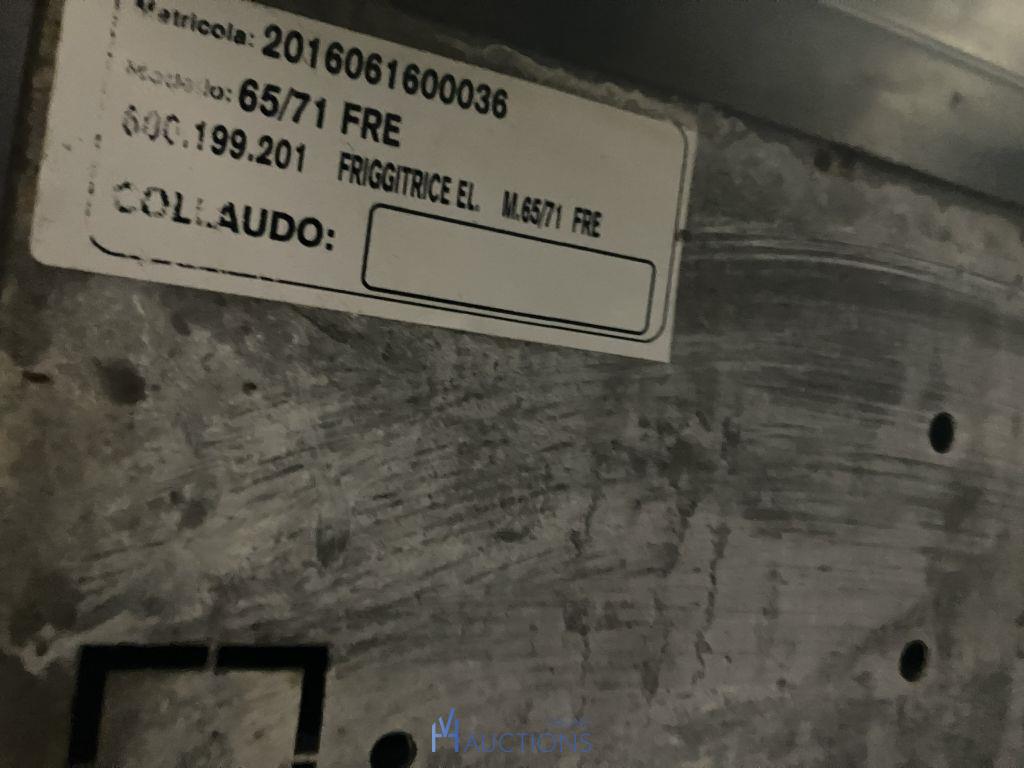 Matricola: 2016061600036
Modello: 65/71 FRE
600.199.201 FRIGGITRICE EL. M.65/71 FRE
COLLAUDO:
AUCTIONS